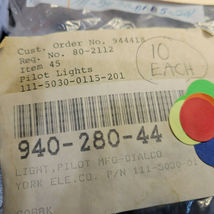 Cust. Order No. 944418
Req. No. 80-2112
Item 45
Pilot Lights
111-5030-0115-201
10
EACH
940-280-44
LIGHT,PILOT MFG-DIALCO
YORK ELE.CO. P/N 111-5030-01